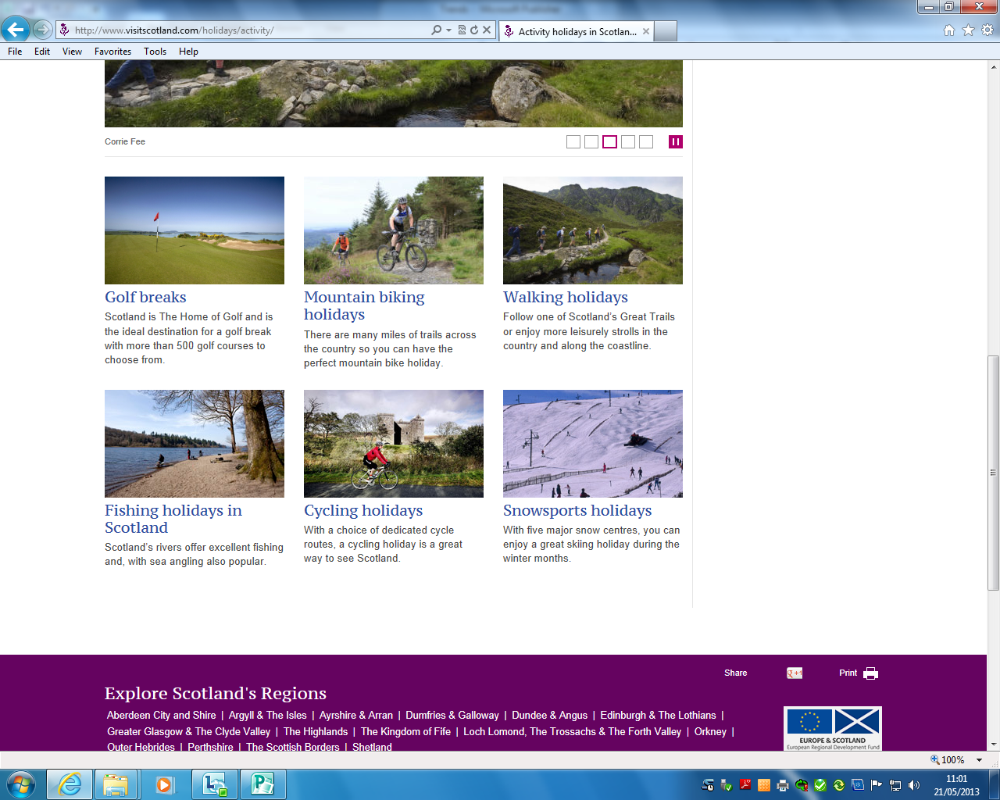 http://www.visitscotland.com/holidays/activity/
Activity holidays in Scotlan...
File Edit View Favorites Tools Help
Corrie Fee
Golf breaks
Scotland is The Home of Golf and is
the ideal destination for a golf break
with more than 500 golf courses to
choose from.
Mountain biking
holidays
There are many miles of trails across
the country so you can have the
perfect mountain bike holiday.
Walking holidays
Follow one of Scotland's Great Trails
or enjoy more leisurely strolls in the
country and along the coastline.
Fishing holidays in
Scotland
Scotland's rivers offer excellent fishing
and, with sea angling also popular.
Cycling holidays
With a choice of dedicated cycle
routes, a cycling holiday is a great
way to see Scotland.
Snowsports holidays
With five major snow centres, you can
enjoy a great skiing holiday during the
winter months.
Share
g +1
Print
Explore Scotland's Regions
Aberdeen City and Shire | Argyll & The Isles | Ayrshire & Arran | Dumfries & Galloway | Dundee & Angus | Edinburgh & The Lothians |
Greater Glasgow & The Clyde Valley | The Highlands | The Kingdom of Fife | Loch Lomond, The Trossachs & The Forth Valley | Orkney |
Outer Hebrides | Perthshire | The Scottish Borders | Shetland
EUROPE & SCOTLAND
European Regional Development Fund
100%
11:01
21/05/2013